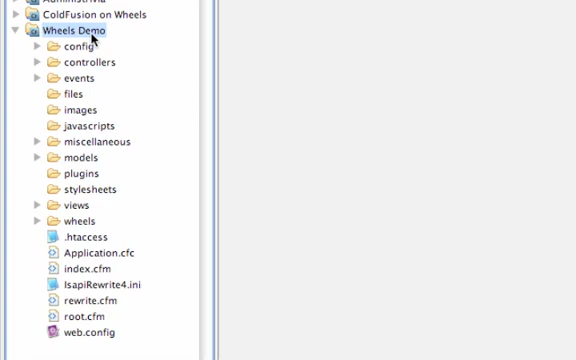 Administrivia
ColdFusion on Wheels
Wheels Demo
config
controllers
events
files
images
javascripts
miscellaneous
models
plugins
stylesheets
views
wheels
.htaccess
Application.cfc
index.cfm
IsapiRewrite4.ini
rewrite.cfm
root.cfm
web.config